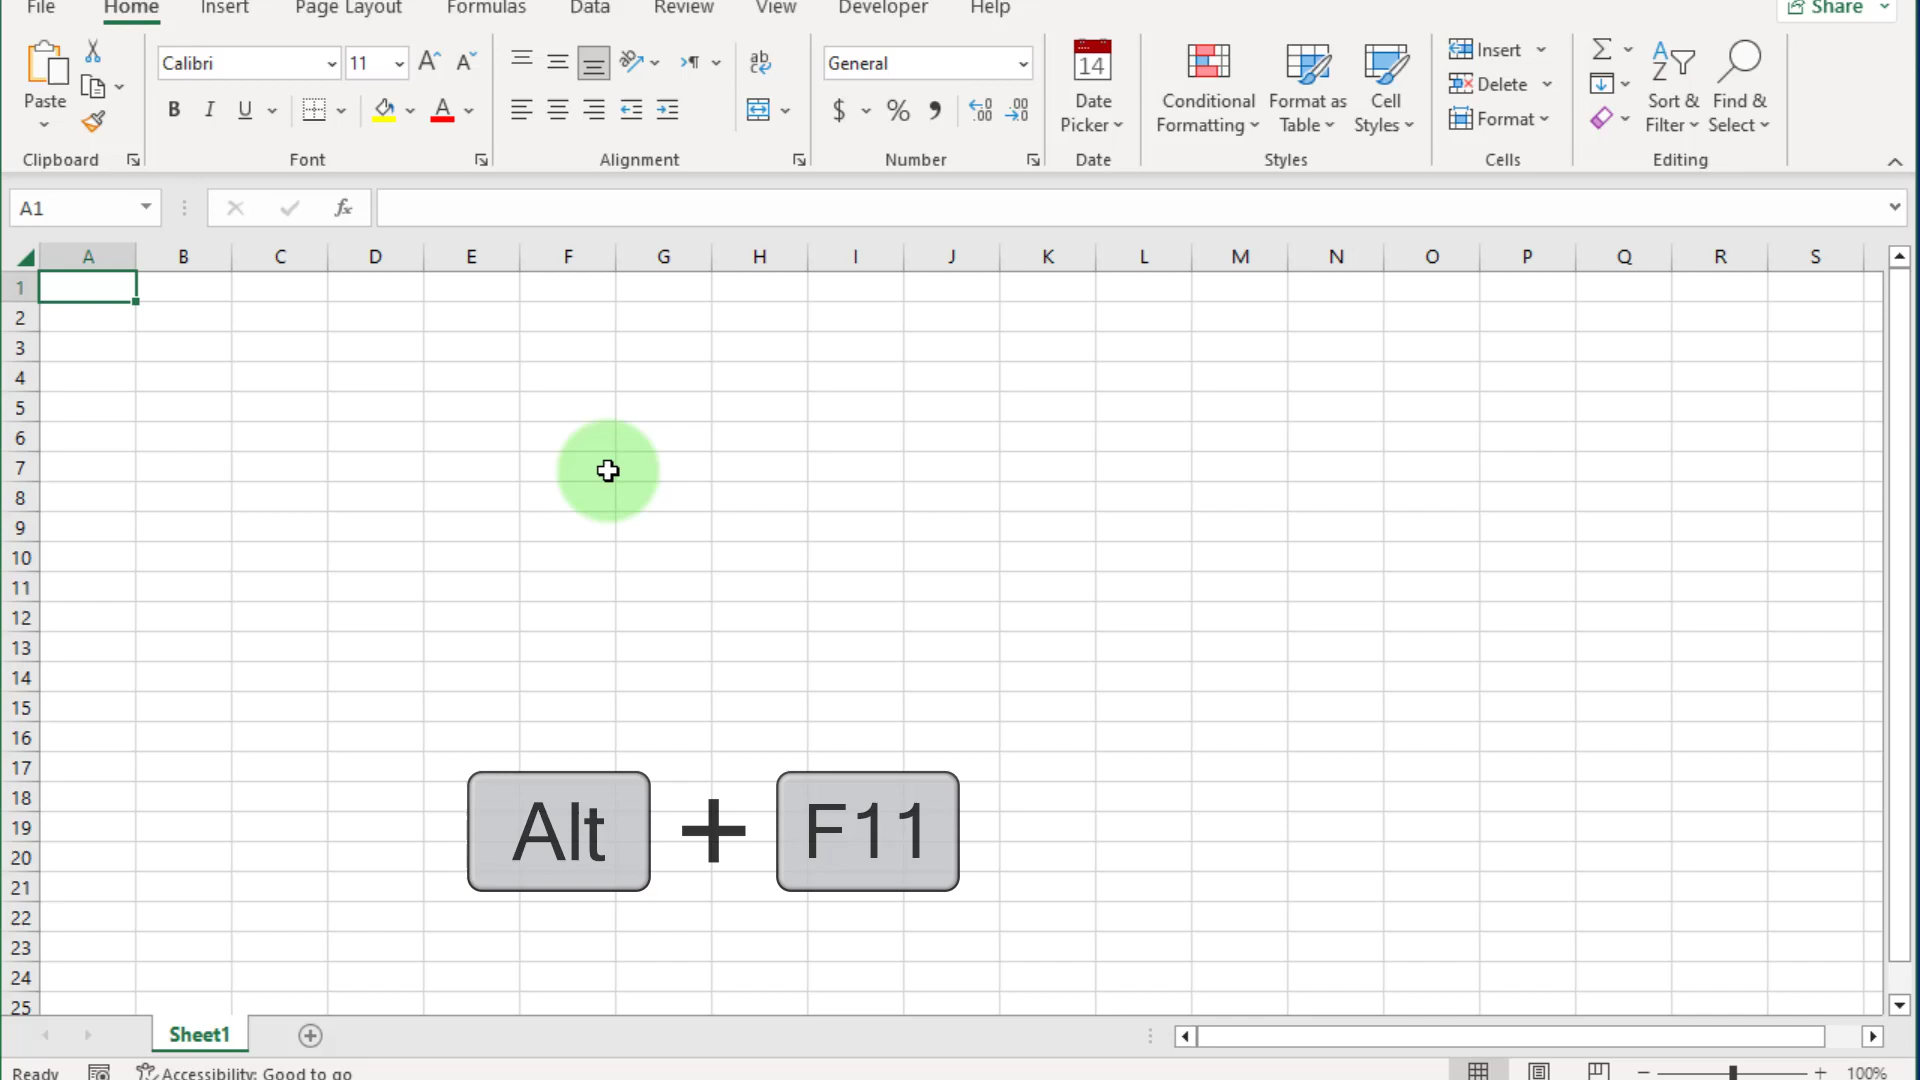 File Home Insert Page Layout Formulas Data Review View Developer Help Share
Calibri 11 A A ab General 14 Insert Σ A Z
Paste Date Conditional Format as Cell Delete Sort & Find &
B I U A $ % Picker Formatting Table Styles Format Filter Select
Clipboard Font Alignment Number Date Styles Cells Editing
A1 fx
A B C D E F G H I J K L M N O P Q R S
1
2
3
4
5
6
7
8
9
10
11
12
13
14
15
16
17
18
19
20
21
22
23
24
25
Alt + F11
Sheet1
Ready Accessibility: Good to go 100%